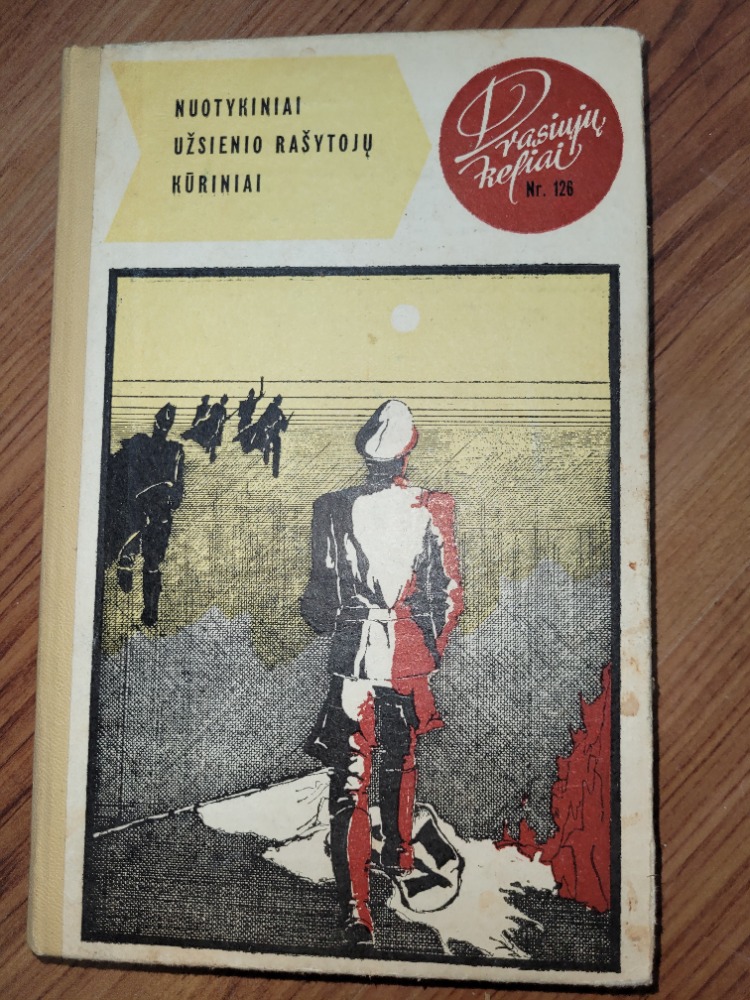 NUOTYKINIAI
UŽSIENIO RAŠYTOJŲ
KŪRINIAI
Drąsiųjų
keliai
Nr. 126